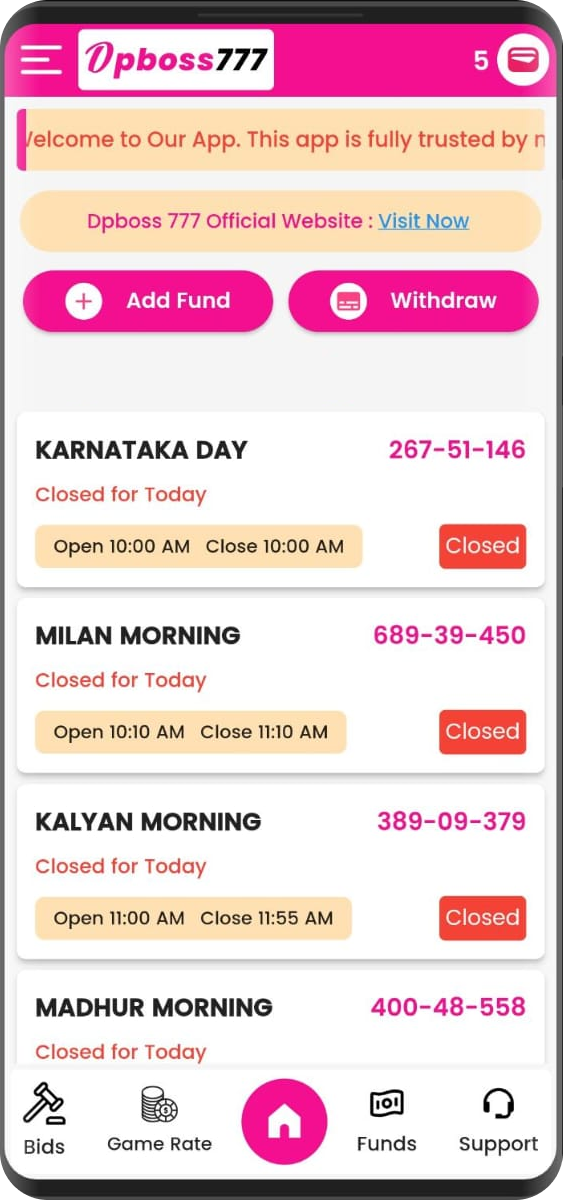 Dpboss777
5
Welcome to Our App. This app is fully trusted by
Dpboss 777 Official Website : Visit Now
Add Fund
Withdraw
KARNATAKA DAY 267-51-146
Closed for Today
Open 10:00 AM Close 10:00 AM Closed
MILAN MORNING 689-39-450
Closed for Today
Open 10:10 AM Close 11:10 AM Closed
KALYAN MORNING 389-09-379
Closed for Today
Open 11:00 AM Close 11:55 AM Closed
MADHUR MORNING 400-48-558
Closed for Today
Bids
Game Rate
Funds
Support